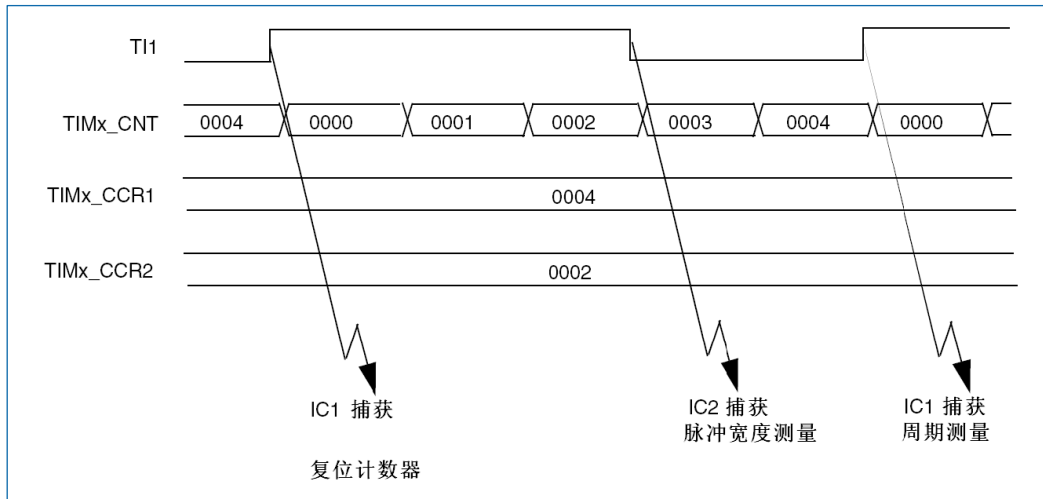 TI1
TIMx_CNT 0004 0000 0001 0002 0003 0004 0000
TIMx_CCR1 0004
TIMx_CCR2 0002
IC1 捕获
复位计数器
IC2 捕获
脉冲宽度测量
IC1 捕获
周期测量